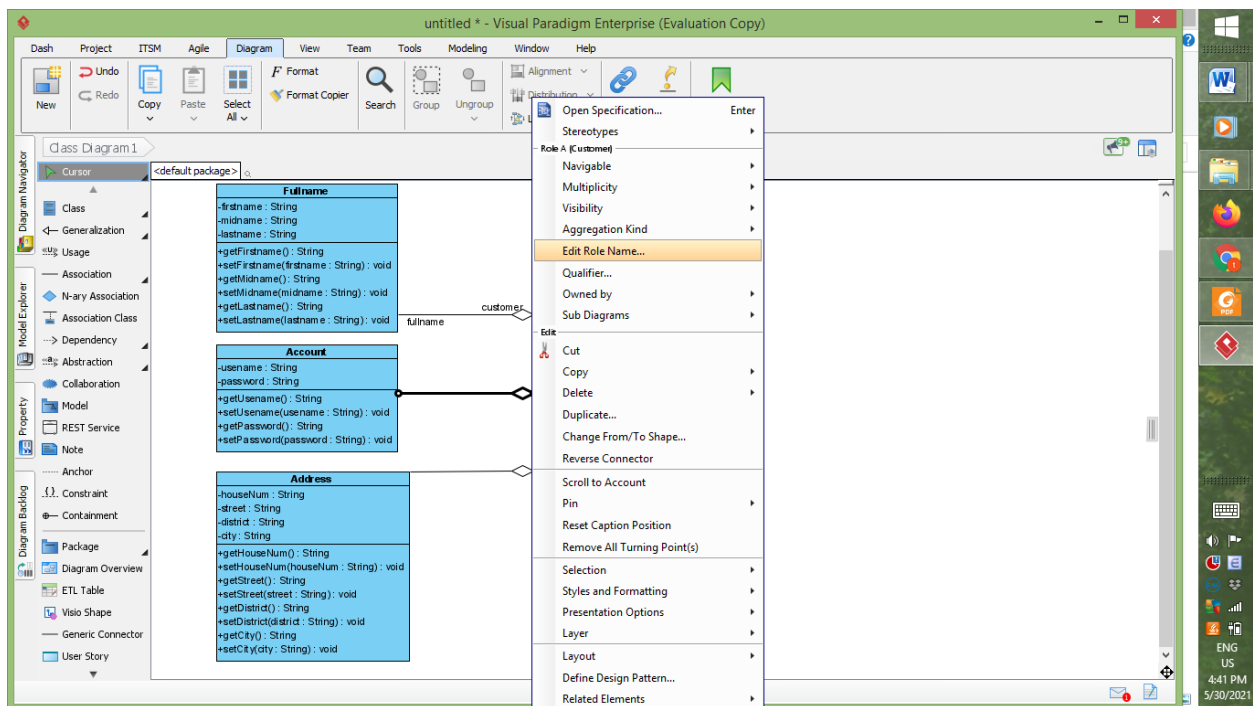 untitled * - Visual Paradigm Enterprise (Evaluation Copy)
Dash Project ITSM Agile Diagram View Team Tools Modeling Window Help
New
Undo
Redo
Copy
Paste
Select
All
Format
Format Copier
Search
Group
Ungroup
Alignment
Distribution
Class Diagram1
9+
Diagram Navigator
Model Explorer
Property
Diagram Backlog
Cursor
Class
Generalization
«U» Usage
Association
N-ary Association
Association Class
Dependency
«a» Abstraction
Collaboration
Model
REST Service
Note
Anchor
Constraint
Containment
Package
Diagram Overview
ETL Table
Visio Shape
Generic Connector
User Story
<default package>
Fullname
-firstname : String
-midname : String
-lastname : String
+getFirstname() : String
+setFirstname(firstname : String) : void
+getMidname() : String
+setMidname(midname : String) : void
+getLastname() : String
+setLastname(lastname : String) : void
customer
fullname
Account
-usename : String
-password : String
+getUsename() : String
+setUsename(usename : String) : void
+getPassword() : String
+setPassword(password : String) : void
Address
-houseNum : String
-street : String
-district : String
-city : String
+getHouseNum() : String
+setHouseNum(houseNum : String) : void
+getStreet() : String
+setStreet(street : String) : void
+getDistrict() : String
+setDistrict(district : String) : void
+getCity() : String
+setCity(city : String) : void
Open Specification... Enter
Stereotypes
Role A (Customer)
Navigable
Multiplicity
Visibility
Aggregation Kind
Edit Role Name...
Qualifier...
Owned by
Sub Diagrams
Edit
Cut
Copy
Delete
Duplicate...
Change From/To Shape...
Reverse Connector
Scroll to Account
Pin
Reset Caption Position
Remove All Turning Point(s)
Selection
Styles and Formatting
Presentation Options
Layer
Layout
Define Design Pattern...
Related Elements
W
PDF
ENG
US
4:41 PM
5/30/2021